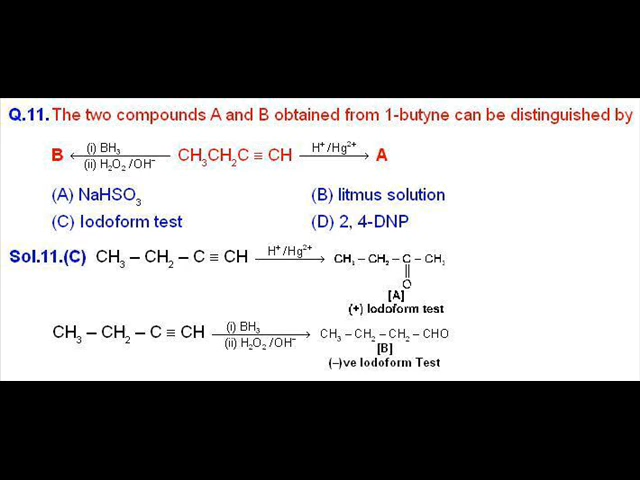 Q.11. The two compounds A and B obtained from 1-butyne can be distinguished by
B ⟵ (i) BH₃ (ii) H₂O₂/OH⁻ CH₃CH₂C ≡ CH ⟶ H⁺/Hg²⁺ A
(A) NaHSO₃ (B) litmus solution
(C) Iodoform test (D) 2, 4-DNP
Sol.11.(C) CH₃ – CH₂ – C ≡ CH ⟶ H⁺/Hg²⁺ CH₃ – CH₂ – C – CH₃
||
O
[A]
(+) Iodoform test
CH₃ – CH₂ – C ≡ CH ⟶ (i) BH₃ (ii) H₂O₂/OH⁻ CH₃ – CH₂ – CH₂ – CHO
[B]
(–)ve Iodoform Test